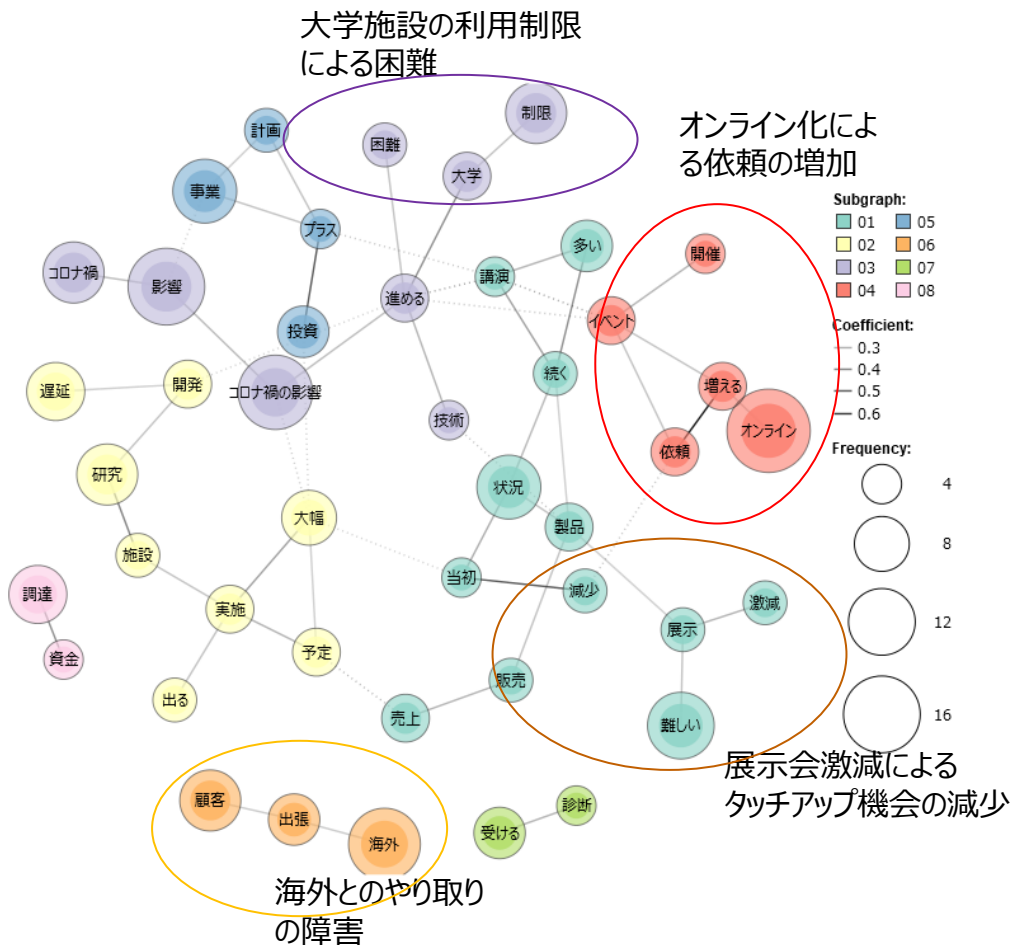 大学施設の利用制限
による困難
オンライン化によ
る依頼の増加
計画
困難
制限
大学
事業
プラス
多い
開催
講演
コロナ禍
影響
進める
イベント
投資
遅延
開発
コロナ禍の影響
続く
増える
技術
オンライン
依頼
研究
状況
大幅
製品
施設
当初
減少
調達
実施
激減
展示
資金
予定
出る
販売
売上
難しい
顧客
出張
海外
受ける
診断
Subgraph:
01 05
02 06
03 07
04 08
Coefficient:
0.3
0.4
0.5
0.6
Frequency:
4
8
12
16
展示会激減による
タッチアップ機会の減少
海外とのやり取り
の障害